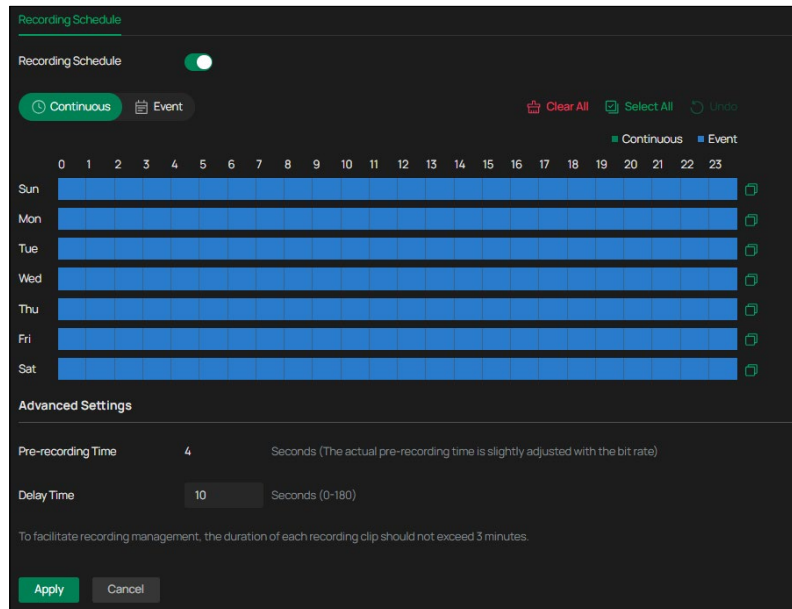 Recording Schedule
Recording Schedule
Continuous Event Clear All Select All Undo
Continuous Event
0 1 2 3 4 5 6 7 8 9 10 11 12 13 14 15 16 17 18 19 20 21 22 23
Sun
Mon
Tue
Wed
Thu
Fri
Sat
Advanced Settings
Pre-recording Time 4 Seconds (The actual pre-recording time is slightly adjusted with the bit rate)
Delay Time 10 Seconds (0-180)
To facilitate recording management, the duration of each recording clip should not exceed 3 minutes.
Apply Cancel